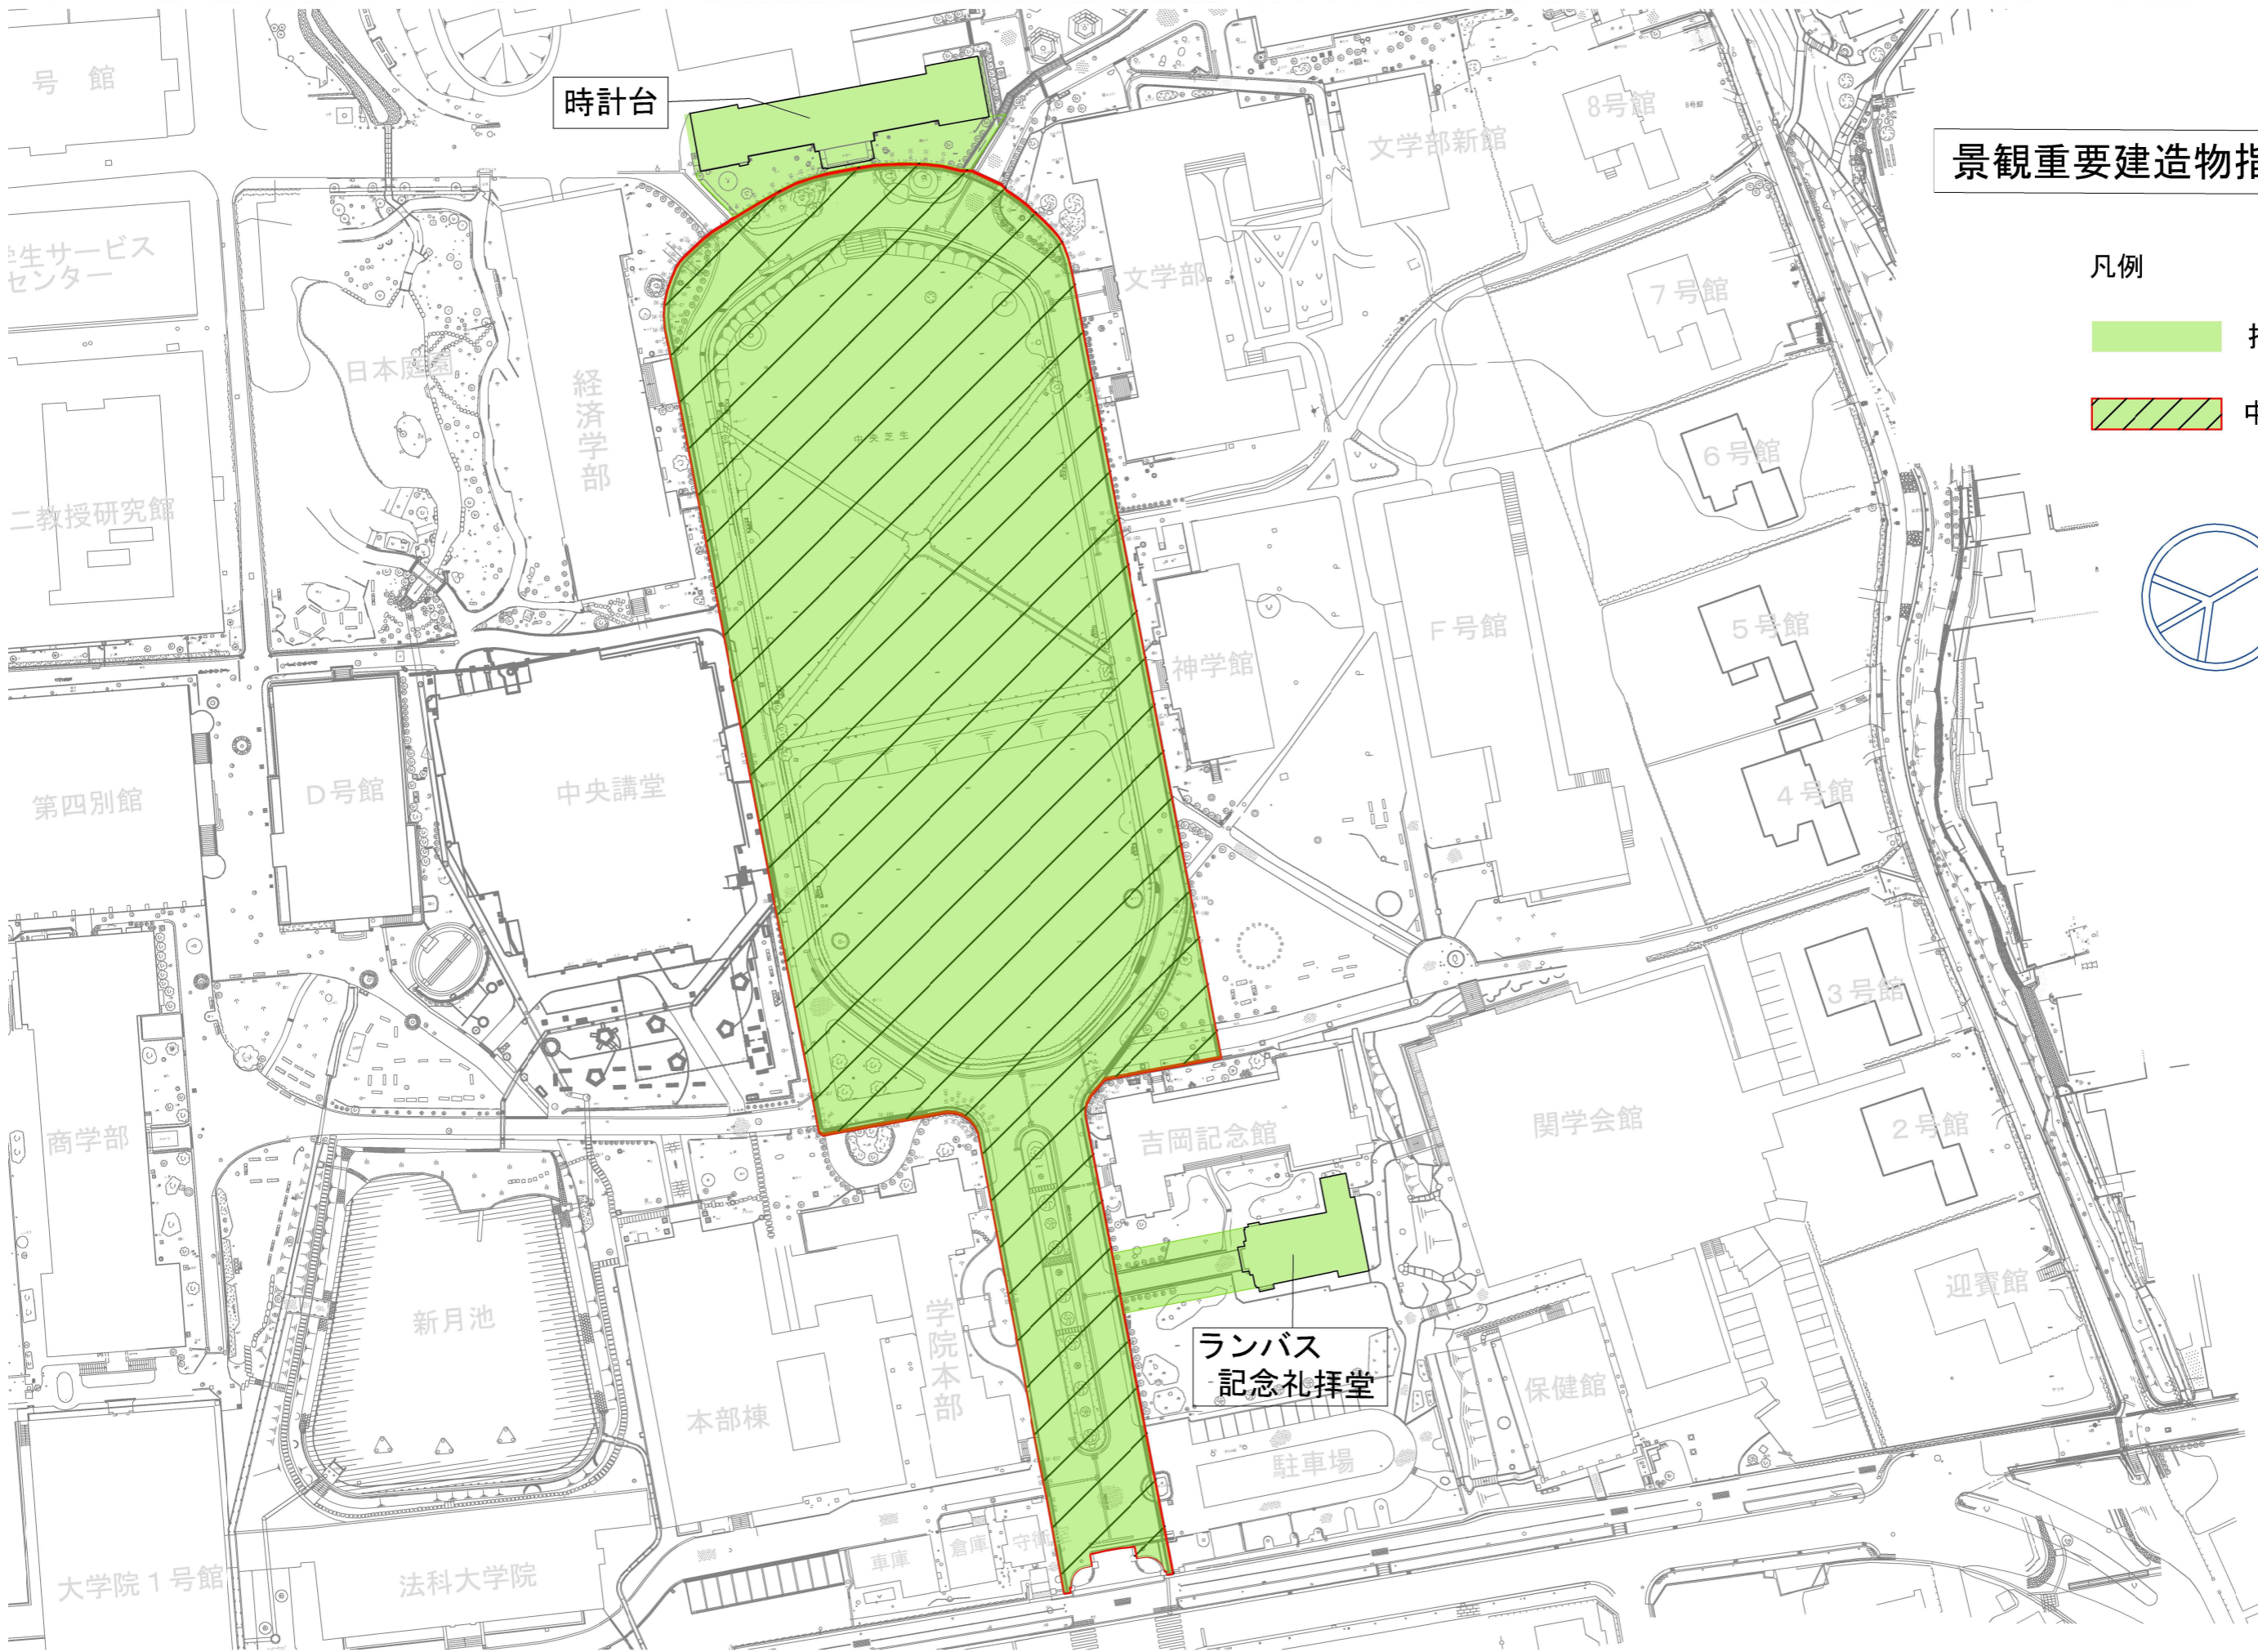 号 館
時計台
文学部新館
8号館
8号館
景観重要建造物指
生サービス
センター
文学部
7号館
凡例
日本庭園
経済学部
中央芝生
6号館
二教授研究館
5号館
F号館
神学館
第四別館
D号館
中央講堂
4号館
3号館
商学部
吉岡記念館
関学会館
2号館
新月池
学院本部
迎賓館
ランバス
記念礼拝堂
本部棟
保健館
駐車場
大学院1号館
法科大学院
車庫
倉庫
守衛